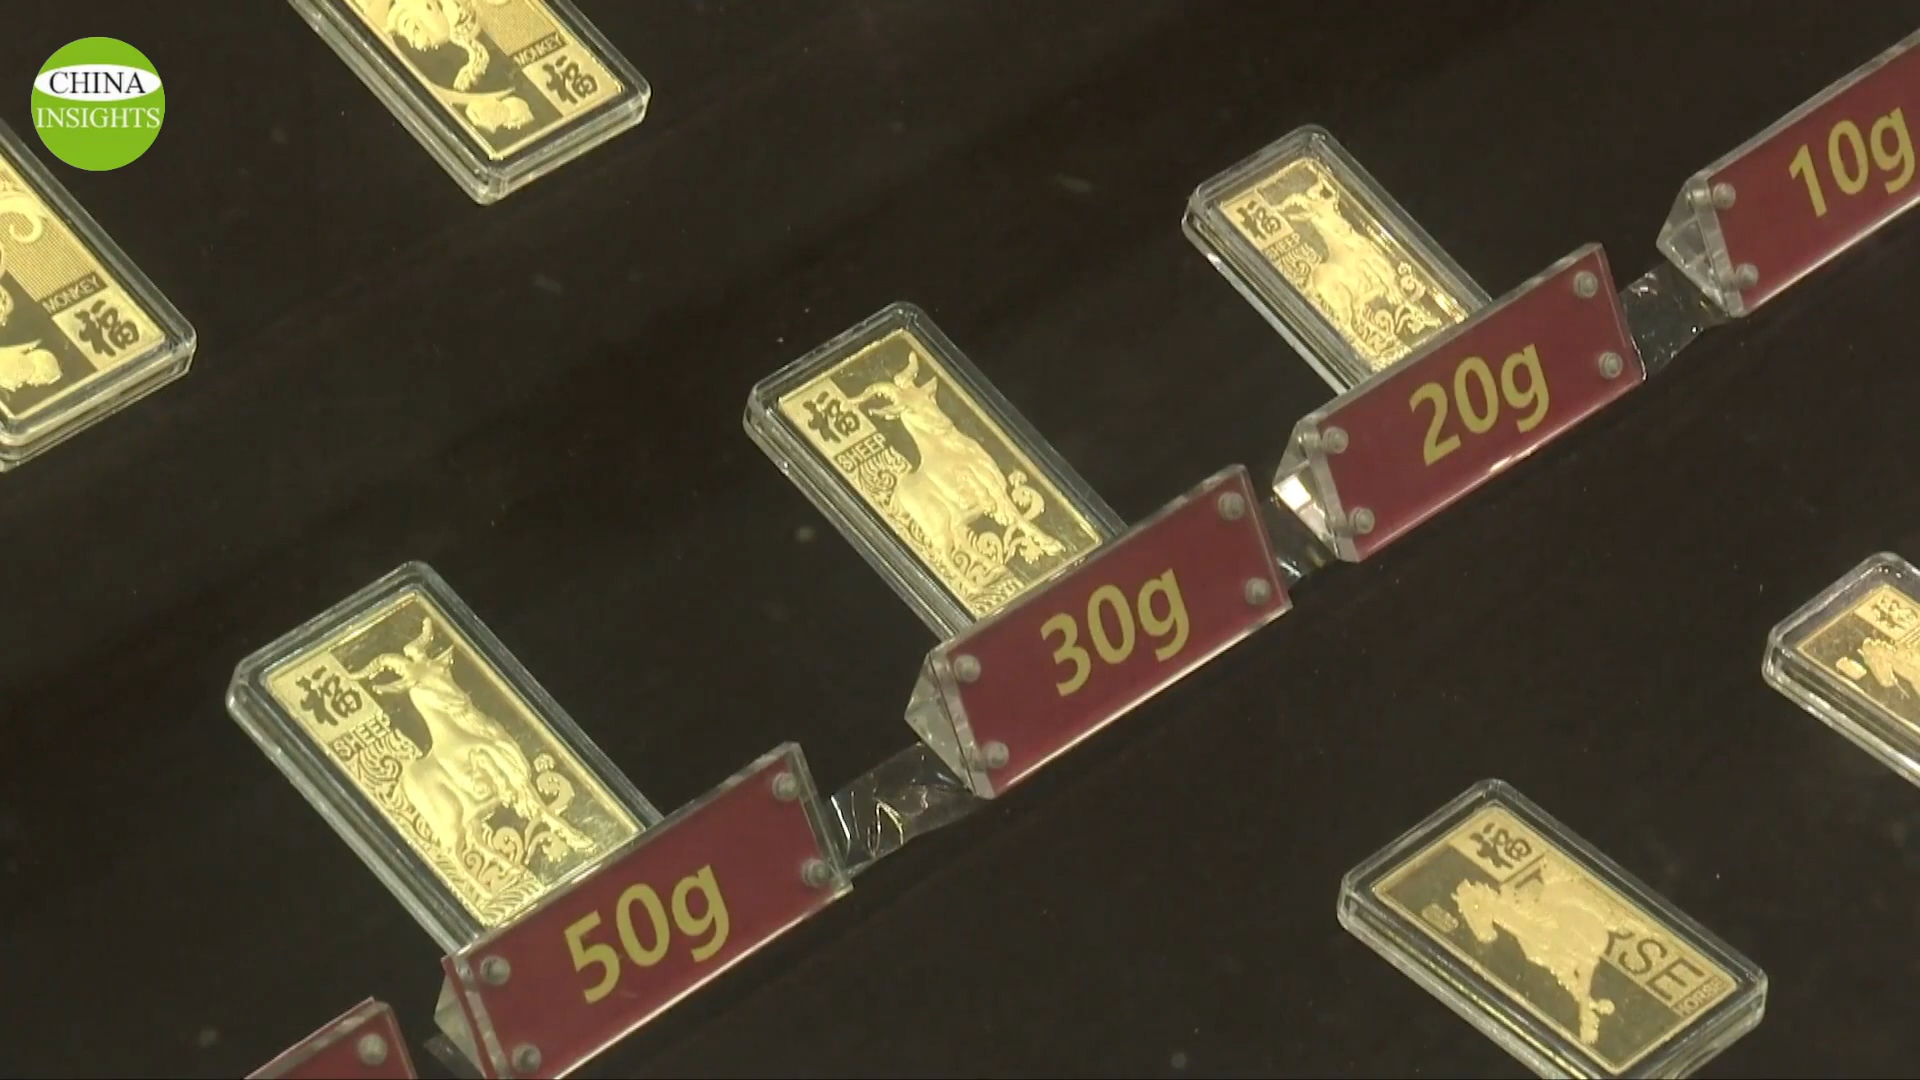 CHINA
INSIGHTS
MONKEY
福
MONKEY
福
福
SHEEP
10g
20g
福
SHEEP
30g
福
SHEEP
50g
福
福
RSE
HORSE